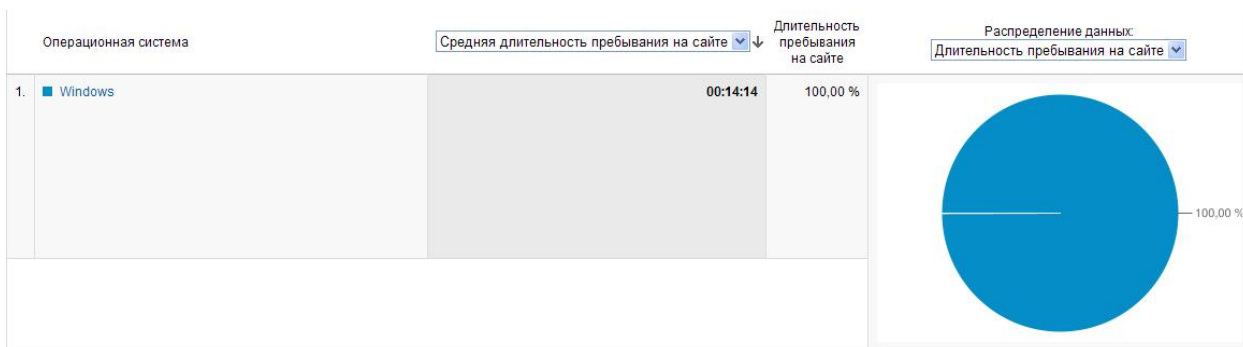 Операционная система
Средняя длительность пребывания на сайте
Длительность
пребывания
на сайте
Распределение данных:
Длительность пребывания на сайте
1. Windows 00:14:14 100,00 %
100,00 %